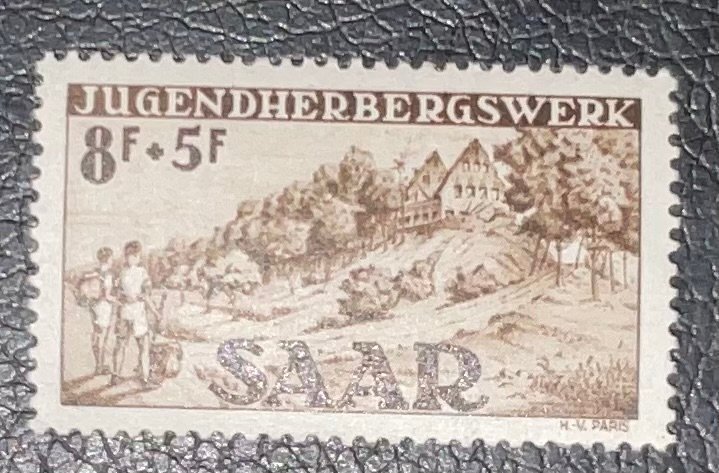 JUGENDHERBERGSWERK
8F+5F
SAAR
H.-V. PARIS